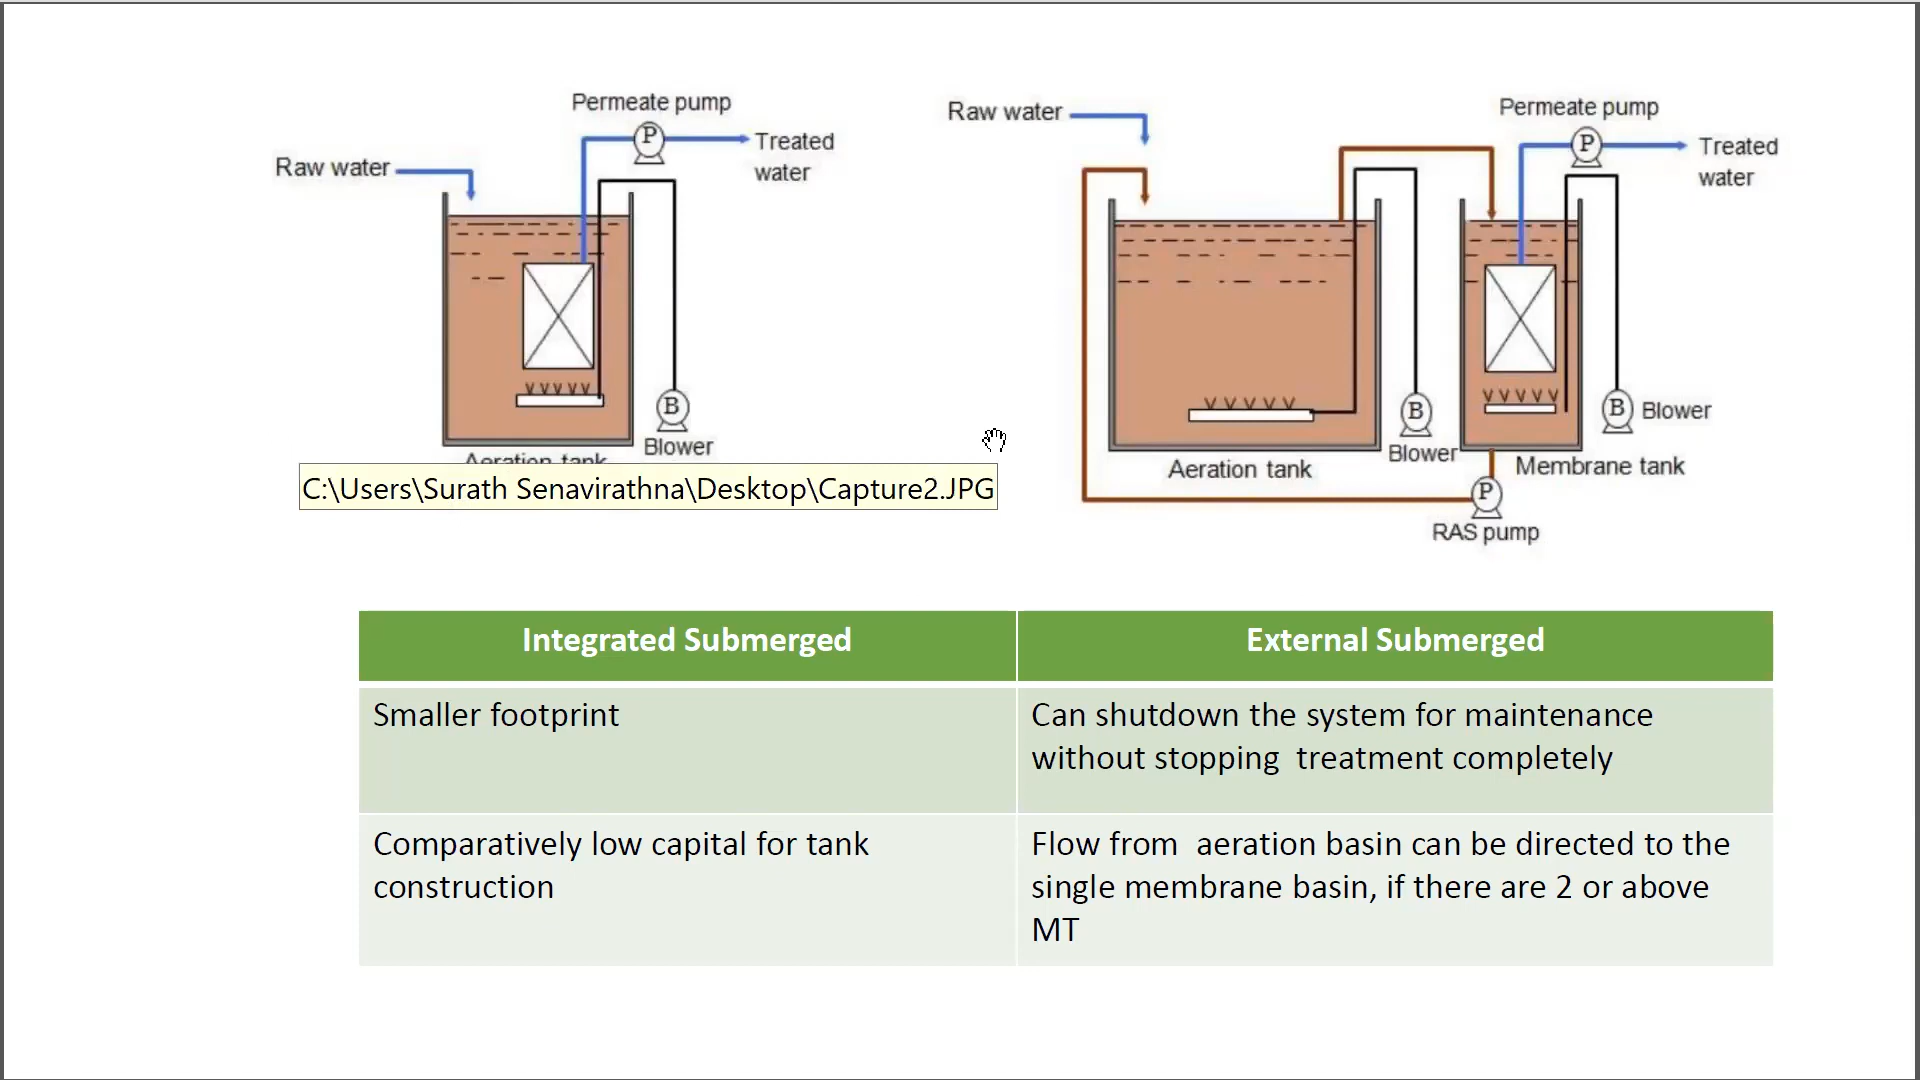 Permeate pump
P
Treated
water
Raw water
B
Blower
Aeration tank
C:\Users\Surath Senavirathna\Desktop\Capture2.JPG
Raw water
Permeate pump
P
Treated
water
B
Blower
B Blower
Aeration tank
Membrane tank
P
RAS pump
Integrated Submerged
External Submerged
Smaller footprint
Can shutdown the system for maintenance
without stopping treatment completely
Comparatively low capital for tank
construction
Flow from aeration basin can be directed to the
single membrane basin, if there are 2 or above
MT